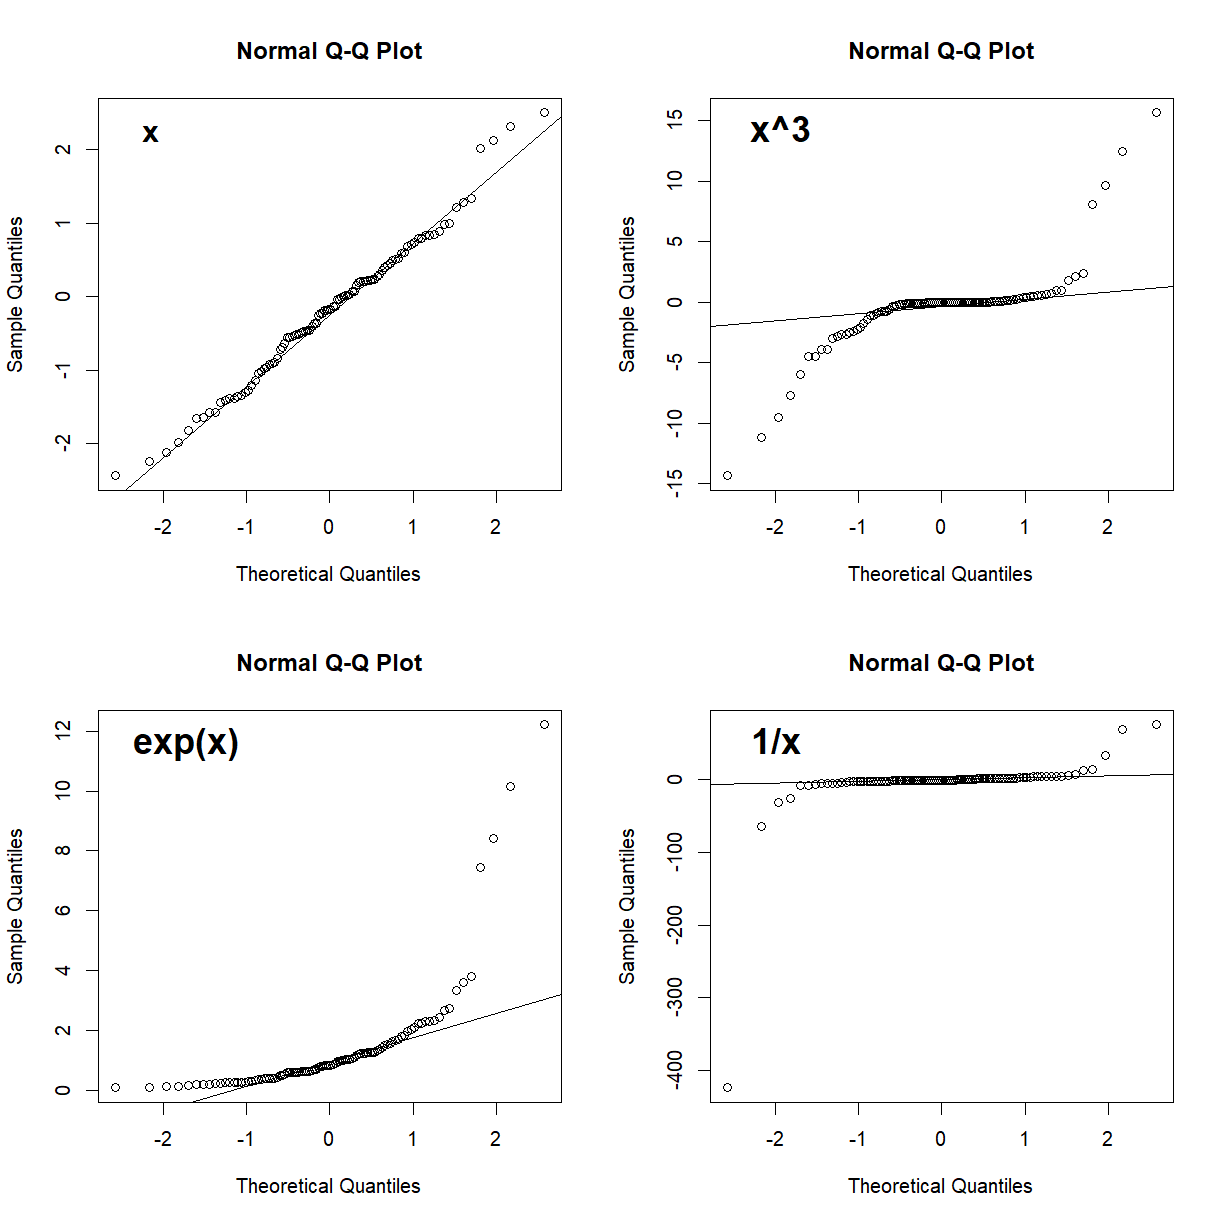 Normal Q-Q Plot
x
2
1
0
-1
-2
Sample Quantiles
-2 -1 0 1 2
Theoretical Quantiles
Normal Q-Q Plot
x^3
15
10
5
0
-5
-10
-15
Sample Quantiles
-2 -1 0 1 2
Theoretical Quantiles
Normal Q-Q Plot
exp(x)
12
10
8
6
4
2
0
Sample Quantiles
-2 -1 0 1 2
Theoretical Quantiles
Normal Q-Q Plot
1/x
0
-100
-200
-300
-400
Sample Quantiles
-2 -1 0 1 2
Theoretical Quantiles